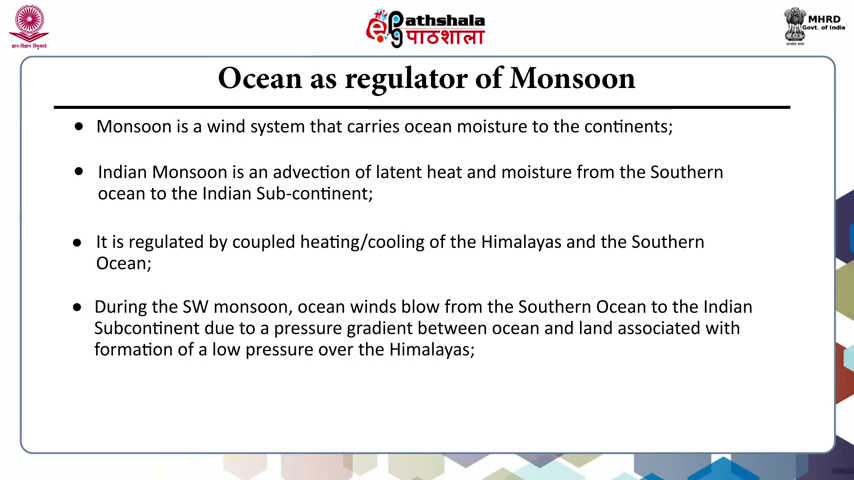 ज्ञान-विज्ञान विमुक्तये
Pathshala
पाठशाला
MHRD
Govt. of India
Ocean as regulator of Monsoon
● Monsoon is a wind system that carries ocean moisture to the continents;
● Indian Monsoon is an advection of latent heat and moisture from the Southern
ocean to the Indian Sub-continent;
● It is regulated by coupled heating/cooling of the Himalayas and the Southern
Ocean;
● During the SW monsoon, ocean winds blow from the Southern Ocean to the Indian
Subcontinent due to a pressure gradient between ocean and land associated with
formation of a low pressure over the Himalayas;